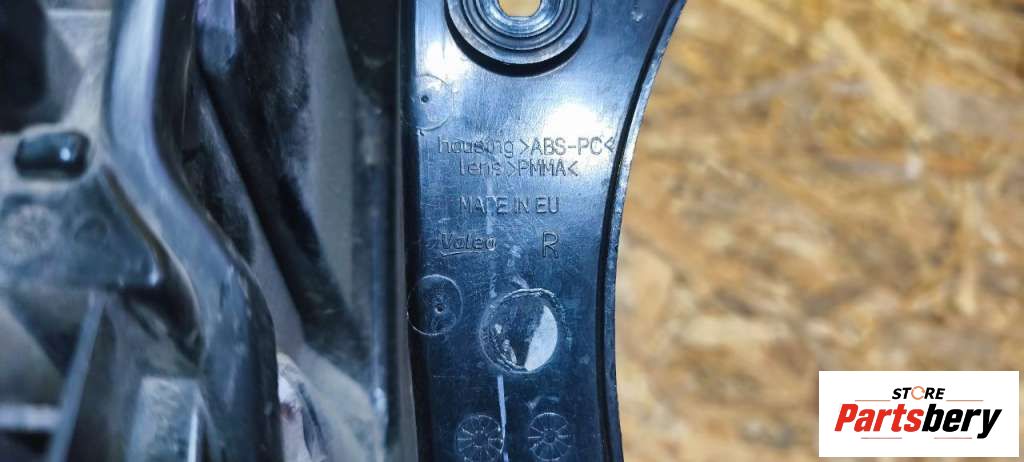 housing >ABS-PC<
lens >PMMA<
MADE IN EU
Valeo R
STORE
Partsbery